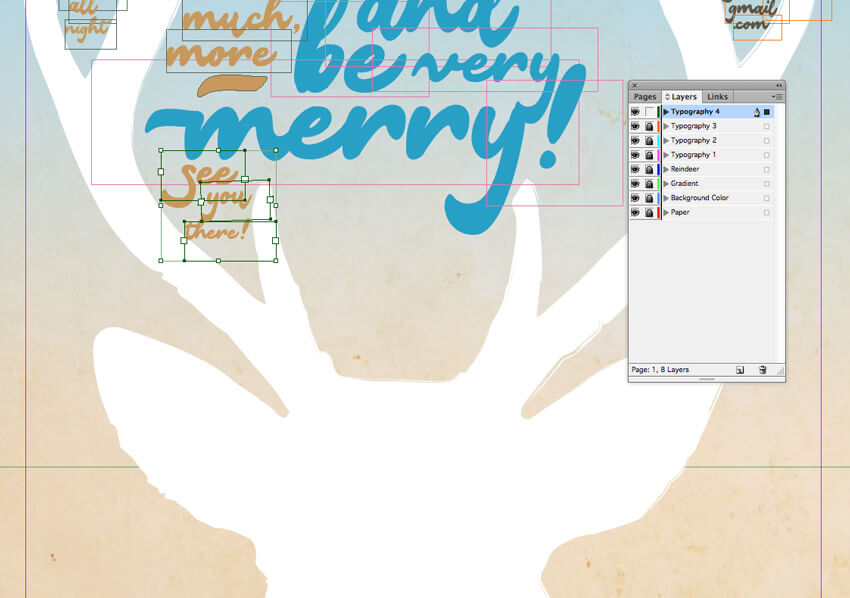 all
night
much,
more
and
be very
merry!
See
you
there!
gmail
.com
Pages
Layers
Links
Typography 4
Typography 3
Typography 2
Typography 1
Reindeer
Gradient
Background Color
Paper
Page: 1, 8 Layers